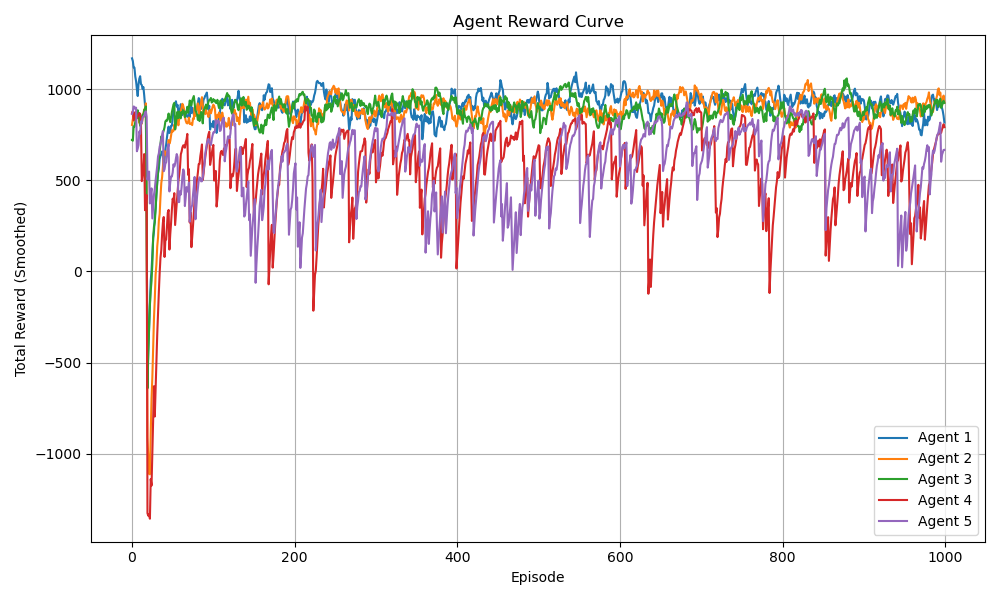 Agent Reward Curve
Total Reward (Smoothed)
1000
500
0
−500
−1000
0 200 400 600 800 1000
Episode
Agent 1
Agent 2
Agent 3
Agent 4
Agent 5